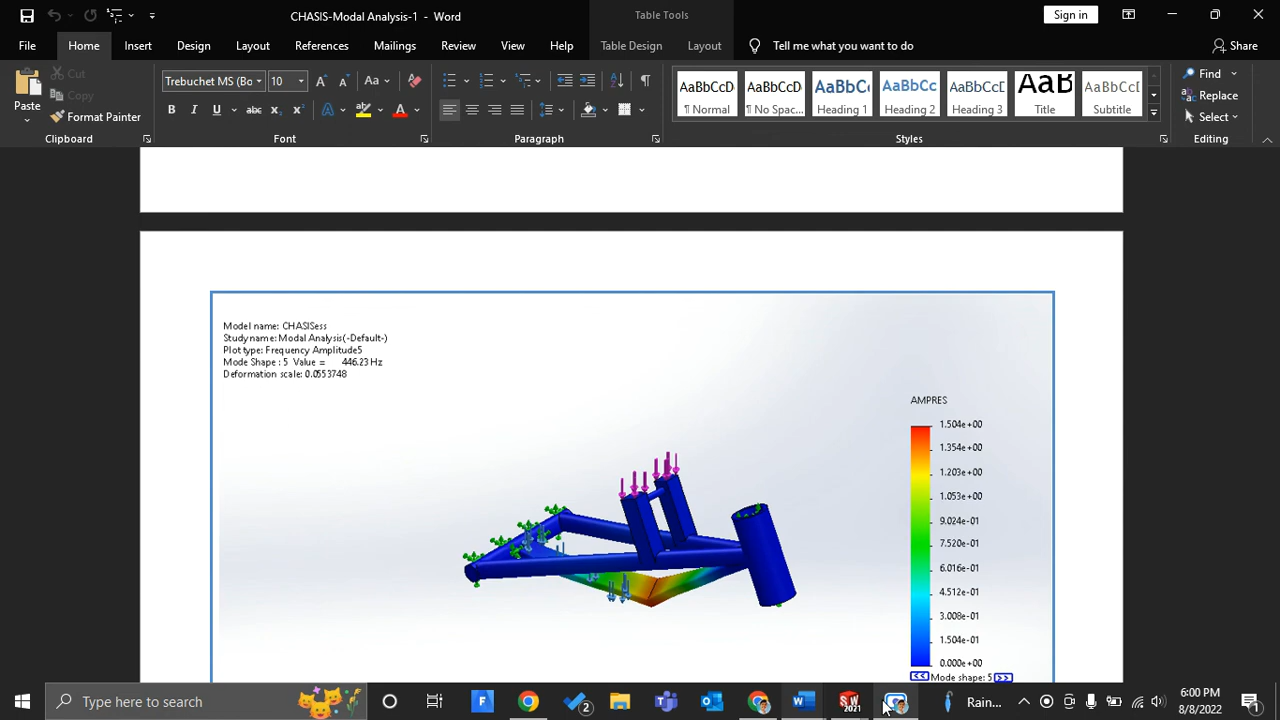 CHASIS-Modal Analysis-1 - Word
Table Tools
Sign in
File Home Insert Design Layout References Mailings Review View Help Table Design Layout Tell me what you want to do Share
Paste
Cut
Copy
Format Painter
Clipboard
Trebuchet MS (Bo 10
Font
Paragraph
AaBbCcDc ¶ Normal
AaBbCcDc ¶ No Spac...
AaBbC Heading 1
AaBbCc Heading 2
AaBbCcD Heading 3
AaB Title
AaBbCcD Subtitle
Styles
Find
Replace
Select
Editing
Model name: CHASISess
Study name: Modal Analysis(-Default-)
Plot type: Frequency Amplitude5
Mode Shape : 5 Value = 446.23 Hz
Deformation scale: 0.0553748
AMPRES
1.504e+00
1.354e+00
1.203e+00
1.053e+00
9.024e-01
7.520e-01
6.016e-01
4.512e-01
3.008e-01
1.504e-01
0.000e+00
<< Mode shape: 5 >>
Type here to search
2
SW 2021
Rain...
6:00 PM
8/8/2022
1